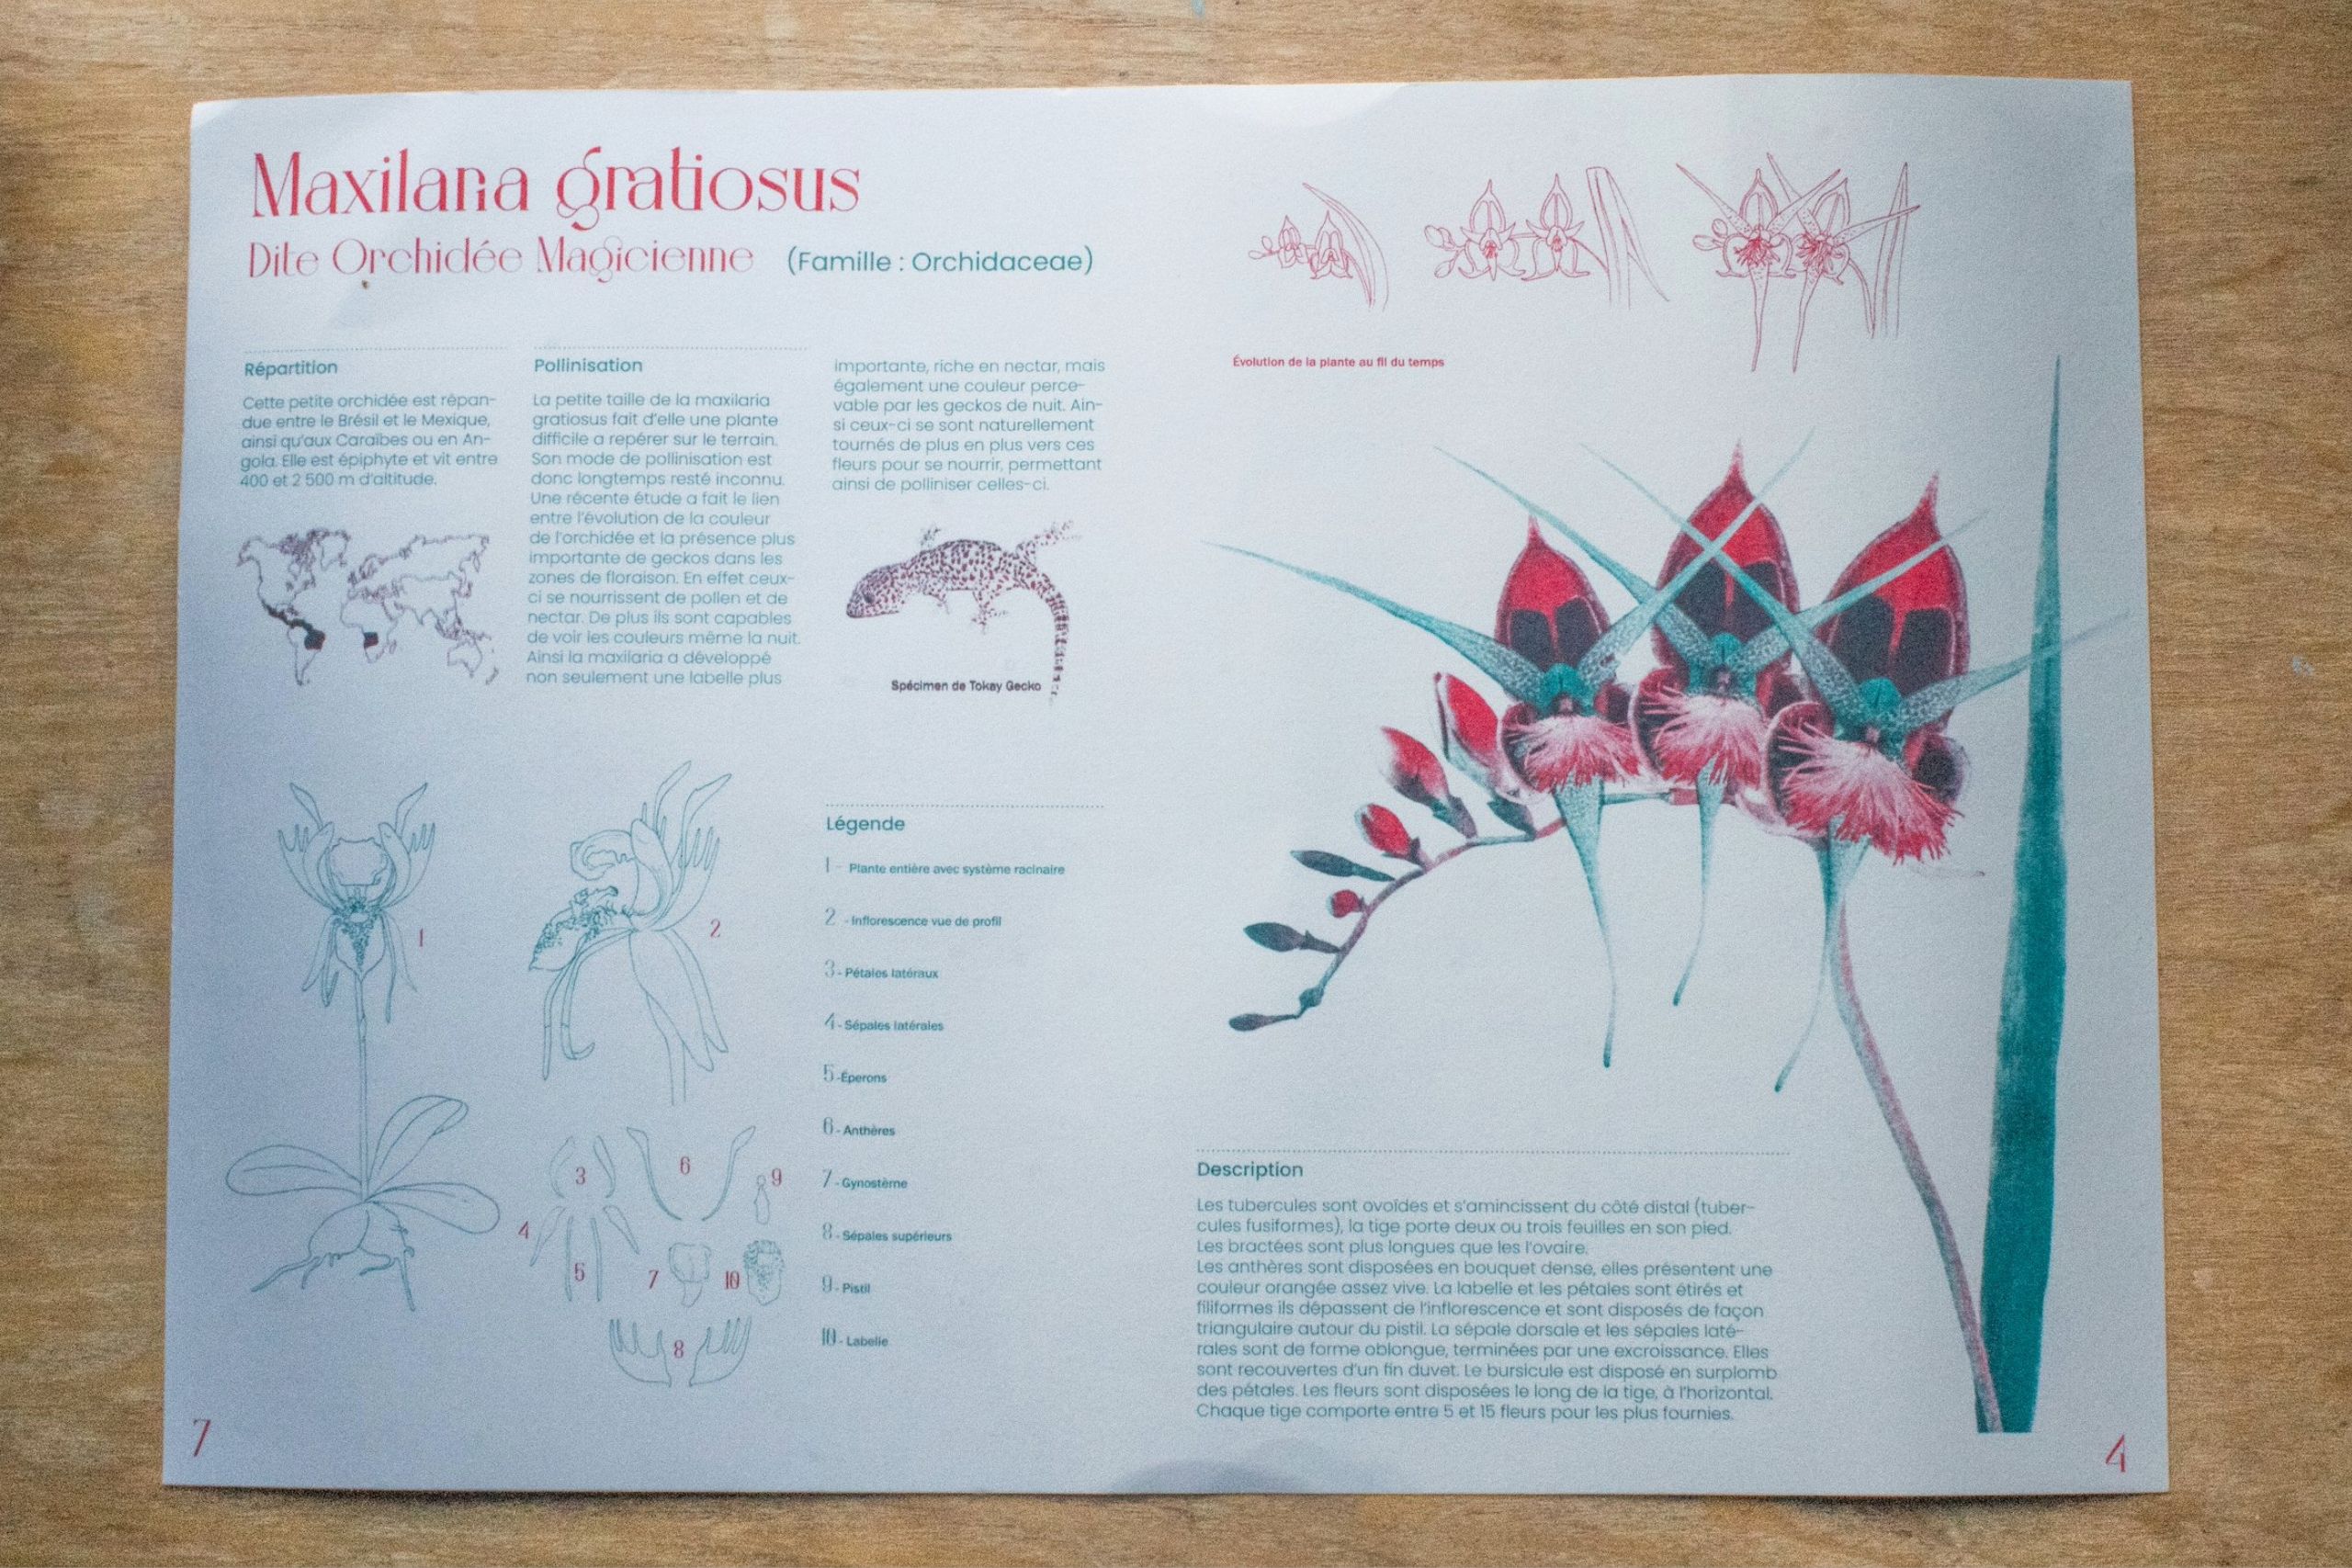 Maxilaria gratiosus
Dite Orchidée Magicienne (Famille : Orchidaceae)
Répartition
Cette petite orchidée est répan-
due entre le Brésil et le Mexique,
ainsi qu'aux Caraïbes ou en An-
gola. Elle est épiphyte et vit entre
400 et 2 500 m d'altitude.
Pollinisation
La petite taille de la maxilaria
gratiosus fait d'elle une plante
difficile a repérer sur le terrain.
Son mode de pollinisation est
donc longtemps resté inconnu.
Une récente étude a fait le lien
entre l'évolution de la couleur
de l'orchidée et la présence plus
importante de geckos dans les
zones de floraison. En effet ceux-
ci se nourrissent de pollen et de
nectar. De plus ils sont capables
de voir les couleurs même la nuit.
Ainsi la maxilaria a développé
non seulement une labelle plus
importante, riche en nectar, mais
également une couleur perce-
vable par les geckos de nuit. Ain-
si ceux-ci se sont naturellement
tournés de plus en plus vers ces
fleurs pour se nourrir, permettant
ainsi de polliniser celles-ci.
Spécimen de Tokay Gecko
1
2
3
4
5
6
7
8
9
10
Légende
1 - Plante entière avec système racinaire
2 - Inflorescence vue de profil
3 - Pétales latéraux
4 - Sépales latérales
5 -Éperons
6 - Anthères
7 - Gynostème
8 - Sépales supérieurs
9 - Pistil
10 - Labelle
7
Évolution de la plante au fil du temps
Description
Les tubercules sont ovoïdes et s'amincissent du côté distal (tuber-
cules fusiformes), la tige porte deux ou trois feuilles en son pied.
Les bractées sont plus longues que les l'ovaire.
Les anthères sont disposées en bouquet dense, elles présentent une
couleur orangée assez vive. La labelle et les pétales sont étirés et
filiformes ils dépassent de l'inflorescence et sont disposés de façon
triangulaire autour du pistil. La sépale dorsale et les sépales laté-
rales sont de forme oblongue, terminées par une excroissance. Elles
sont recouvertes d'un fin duvet. Le bursicule est disposé en surplomb
des pétales. Les fleurs sont disposées le long de la tige, à l'horizontal.
Chaque tige comporte entre 5 et 15 fleurs pour les plus fournies.
4